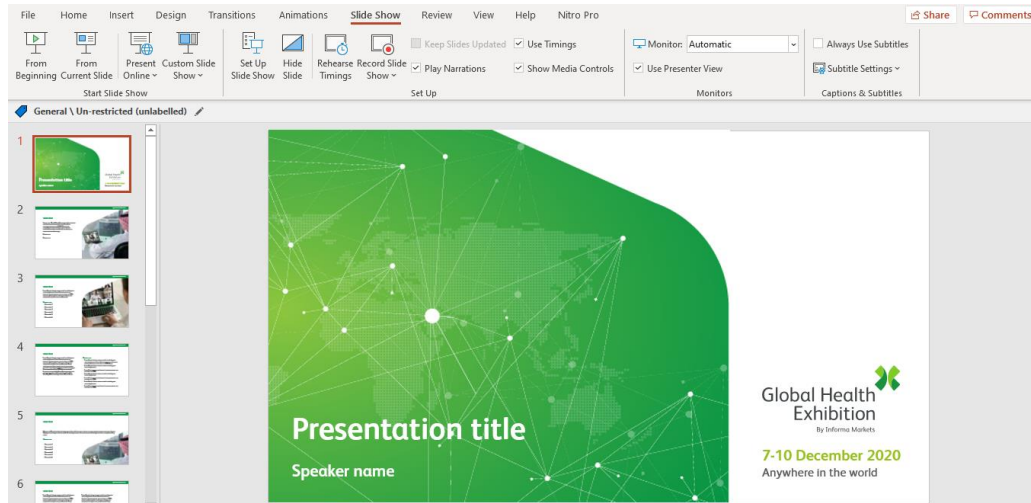 File Home Insert Design Transitions Animations Slide Show Review View Help Nitro Pro Share Comments
Keep Slides Updated Use Timings Monitor: Automatic Always Use Subtitles
From Beginning From Current Slide Present Online Custom Slide Show Set Up Slide Show Hide Slide Rehearse Timings Record Slide Show Play Narrations Show Media Controls Use Presenter View Subtitle Settings
Start Slide Show Set Up Monitors Captions & Subtitles
General \ Un-restricted (unlabelled)
1
Presentation title
2
3
4
5
6
Presentation title
Speaker name
Global Health
Exhibition
By Informa Markets
7-10 December 2020
Anywhere in the world